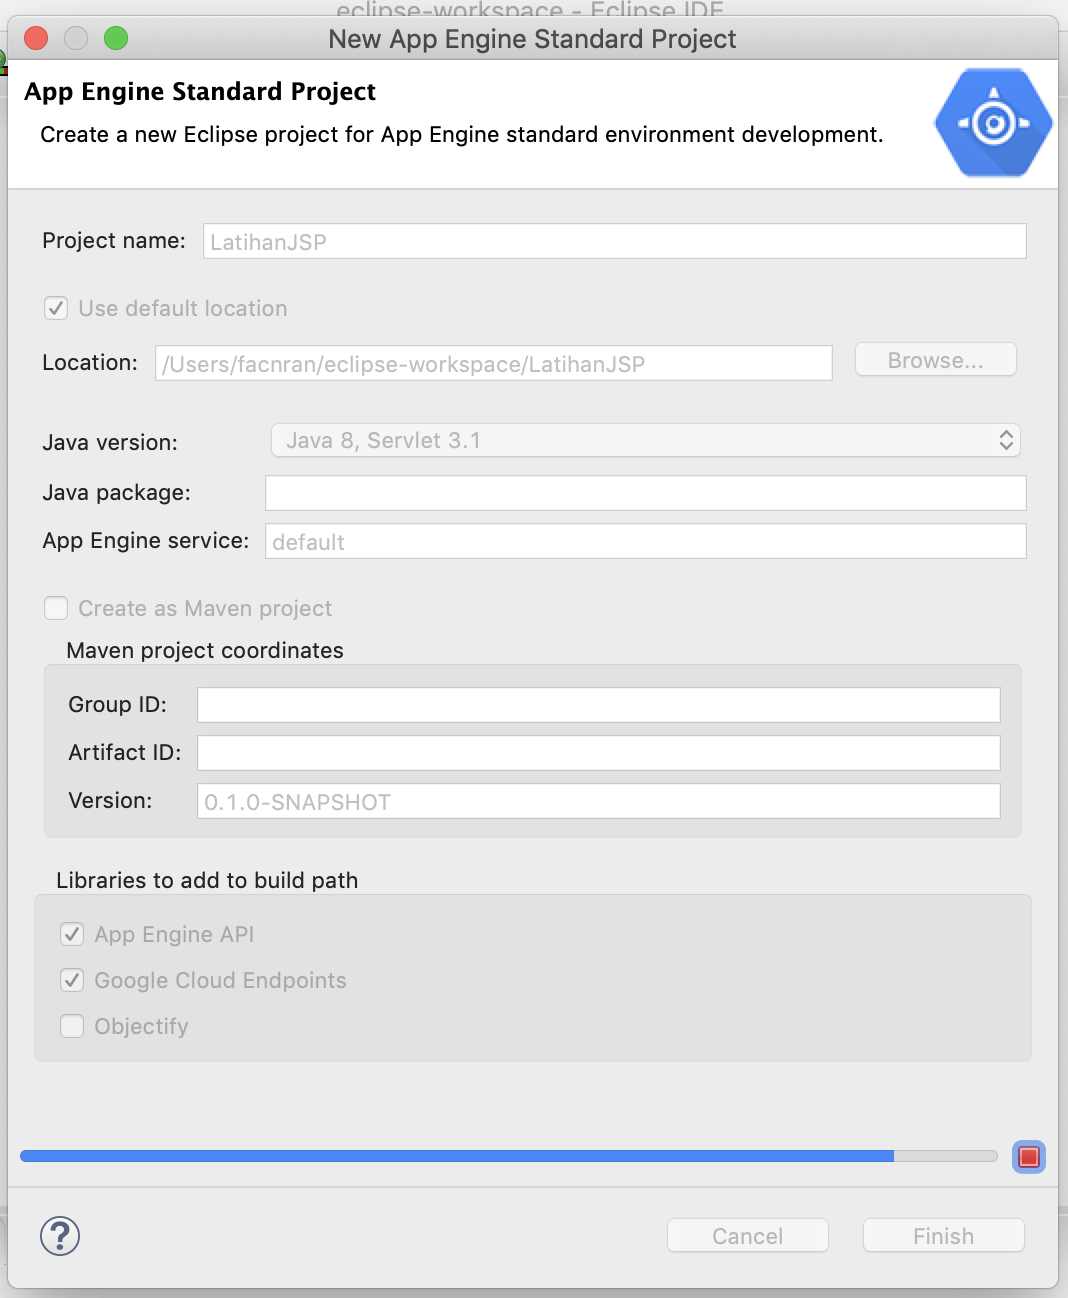 eclipse-workspace - Eclipse IDE
New App Engine Standard Project
App Engine Standard Project
Create a new Eclipse project for App Engine standard environment development.
Project name: LatihanJSP
Use default location
Location: /Users/facnran/eclipse-workspace/LatihanJSP Browse...
Java version: Java 8, Servlet 3.1
Java package:
App Engine service: default
Create as Maven project
Maven project coordinates
Group ID:
Artifact ID:
Version: 0.1.0-SNAPSHOT
Libraries to add to build path
App Engine API
Google Cloud Endpoints
Objectify
? Cancel Finish